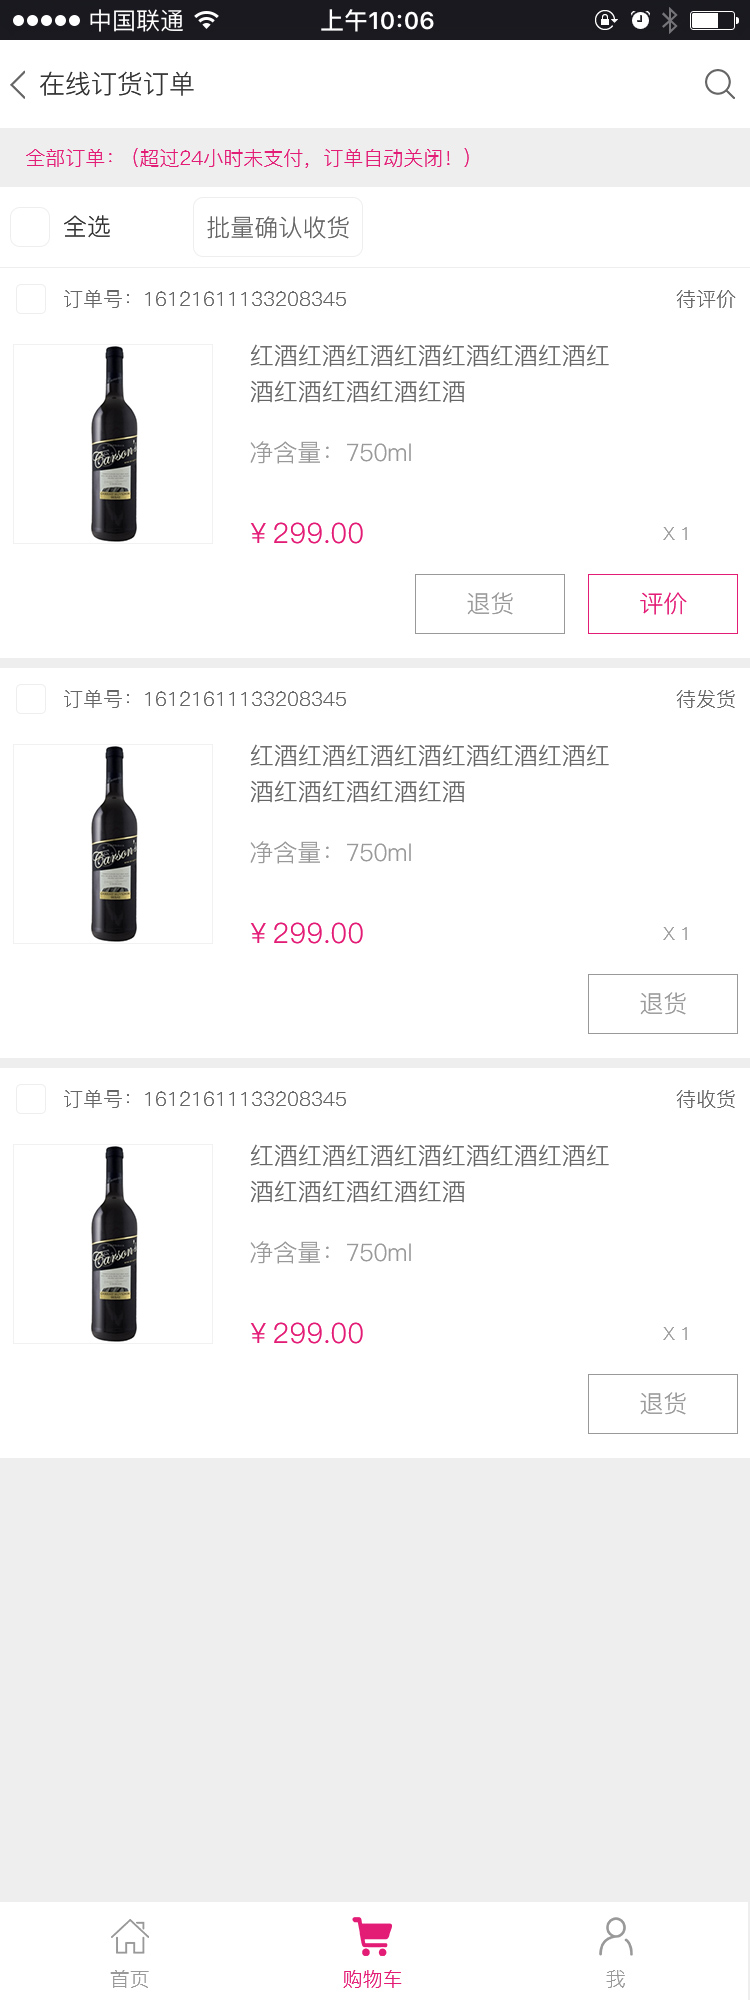 中国联通
上午10:06
在线订货订单
全部订单:（超过24小时未支付，订单自动关闭！）
全选
批量确认收货
订单号：16121611133208345
待评价
红酒红酒红酒红酒红酒红酒红酒红
酒红酒红酒红酒红酒
净含量：750ml
Carson's
¥ 299.00
X 1
退货
评价
订单号：16121611133208345
待发货
红酒红酒红酒红酒红酒红酒红酒红
酒红酒红酒红酒红酒
净含量：750ml
Carson's
¥ 299.00
X 1
退货
订单号：16121611133208345
待收货
红酒红酒红酒红酒红酒红酒红酒红
酒红酒红酒红酒红酒
净含量：750ml
Carson's
¥ 299.00
X 1
退货
首页
购物车
我